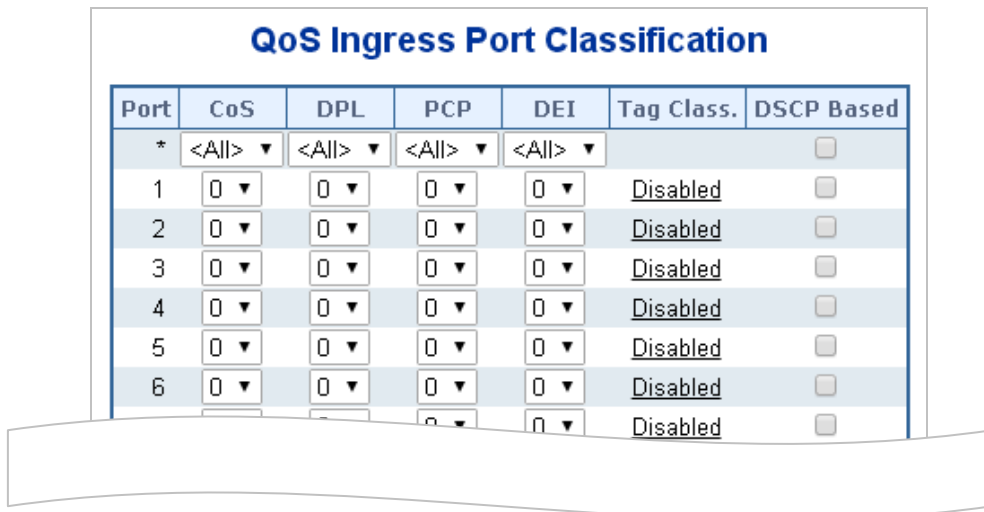 QoS Ingress Port Classification
Port CoS DPL PCP DEI Tag Class. DSCP Based
* <All> <All> <All> <All>
1 0 0 0 0 Disabled
2 0 0 0 0 Disabled
3 0 0 0 0 Disabled
4 0 0 0 0 Disabled
5 0 0 0 0 Disabled
6 0 0 0 0 Disabled
0 0 Disabled